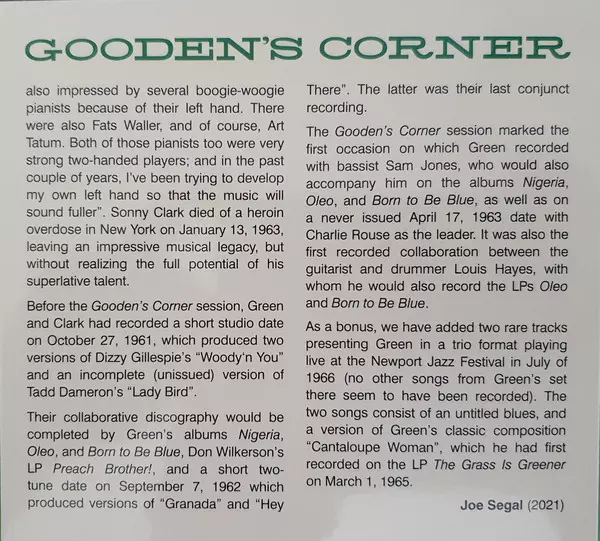 GOODEN'S CORNER
also impressed by several boogie-woogie
pianists because of their left hand. There
were also Fats Waller, and of course, Art
Tatum. Both of those pianists too were very
strong two-handed players; and in the past
couple of years, I've been trying to develop
my own left hand so that the music will
sound fuller”. Sonny Clark died of a heroin
overdose in New York on January 13, 1963,
leaving an impressive musical legacy, but
without realizing the full potential of his
superlative talent.
Before the Gooden's Corner session, Green
and Clark had recorded a short studio date
on October 27, 1961, which produced two
versions of Dizzy Gillespie's “Woody'n You”
and an incomplete (unissued) version of
Tadd Dameron's “Lady Bird”.
Their collaborative discography would be
completed by Green's albums Nigeria,
Oleo, and Born to Be Blue, Don Wilkerson's
LP Preach Brother!, and a short two-
tune date on September 7, 1962 which
produced versions of “Granada” and “Hey
There”. The latter was their last conjunct
recording.
The Gooden's Corner session marked the
first occasion on which Green recorded
with bassist Sam Jones, who would also
accompany him on the albums Nigeria,
Oleo, and Born to Be Blue, as well as on
a never issued April 17, 1963 date with
Charlie Rouse as the leader. It was also the
first recorded collaboration between the
guitarist and drummer Louis Hayes, with
whom he would also record the LPs Oleo
and Born to Be Blue.
As a bonus, we have added two rare tracks
presenting Green in a trio format playing
live at the Newport Jazz Festival in July of
1966 (no other songs from Green's set
there seem to have been recorded). The
two songs consist of an untitled blues, and
a version of Green's classic composition
“Cantaloupe Woman”, which he had first
recorded on the LP The Grass Is Greener
on March 1, 1965.
Joe Segal (2021)